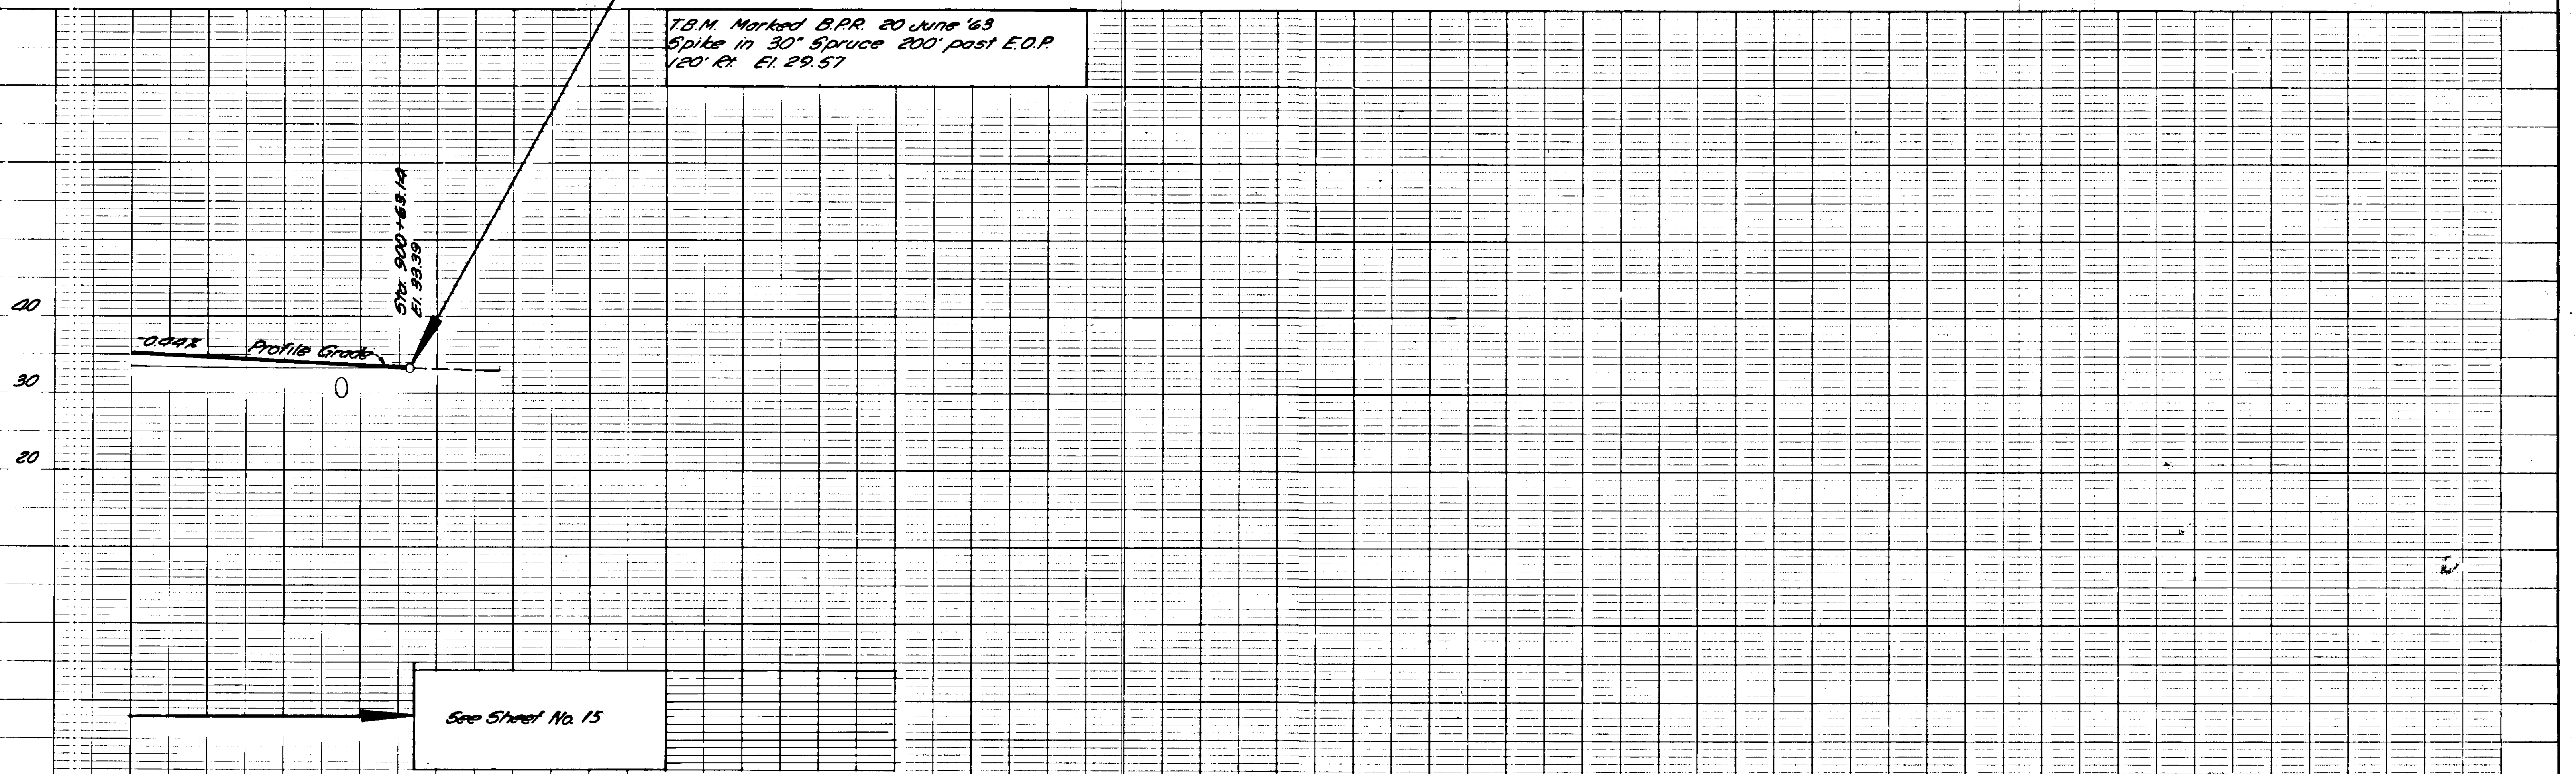 T.B.M. Marked B.P.R. 20 June '63
Spike in 30" Spruce 200' past E.O.P.
120' Rt. El. 29.57
Sta. 900+63.14
El. 33.39
40
-0.44%
Profile Grade
30
20
See Sheet No. 15